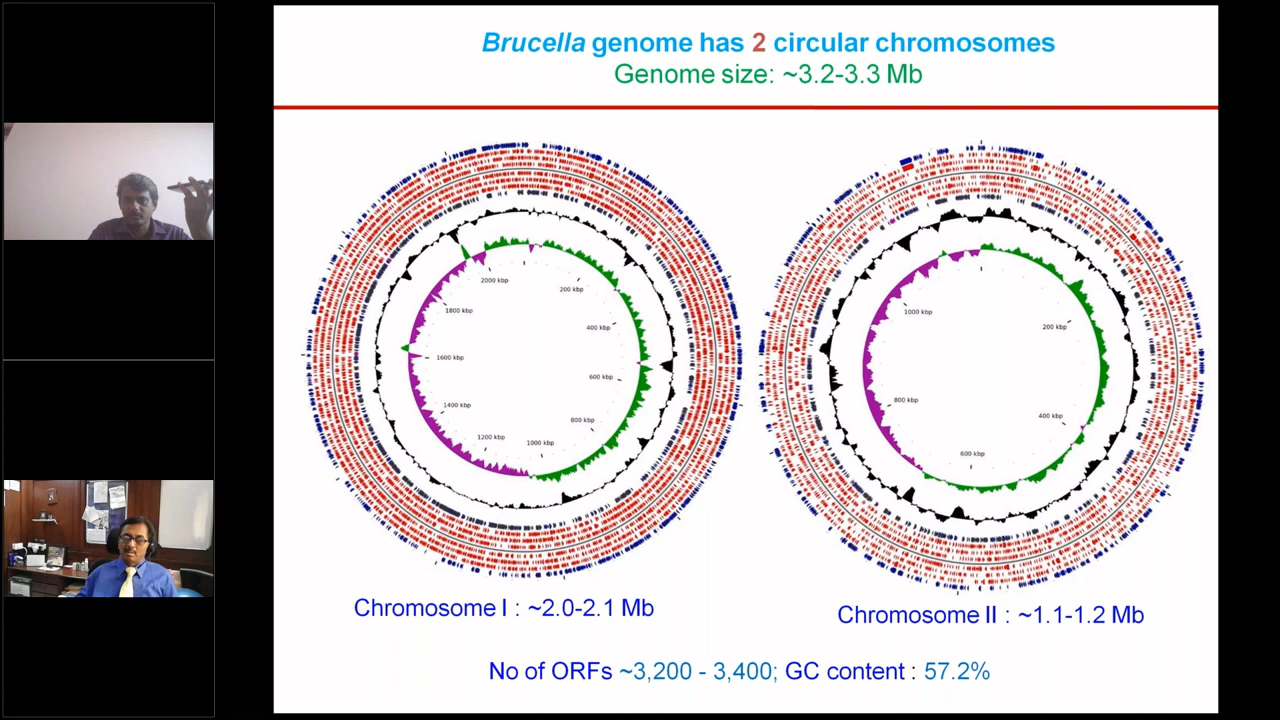 Brucella genome has 2 circular chromosomes
Genome size: ~3.2-3.3 Mb
2000 kbp
200 kbp
1800 kbp
400 kbp
1600 kbp
600 kbp
1400 kbp
800 kbp
1200 kbp
1000 kbp
1000 kbp
200 kbp
800 kbp
400 kbp
600 kbp
Chromosome I : ~2.0-2.1 Mb
Chromosome II : ~1.1-1.2 Mb
No of ORFs ~3,200 - 3,400; GC content : 57.2%